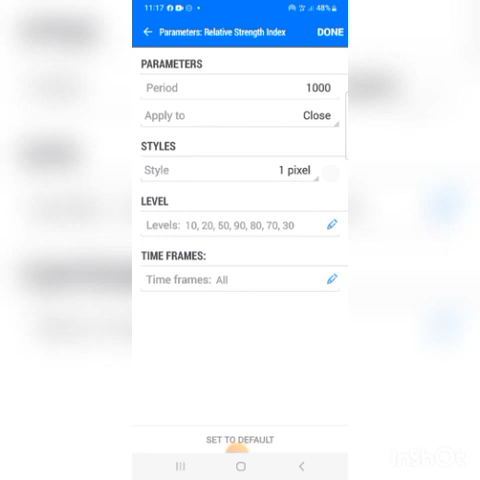 11:17
48%
Parameters: Relative Strength Index DONE
PARAMETERS
Period 1000
Apply to Close
STYLES
Style 1 pixel
LEVEL
Levels: 10, 20, 50, 90, 80, 70, 30
TIME FRAMES:
Time frames: All
SET TO DEFAULT
InShot